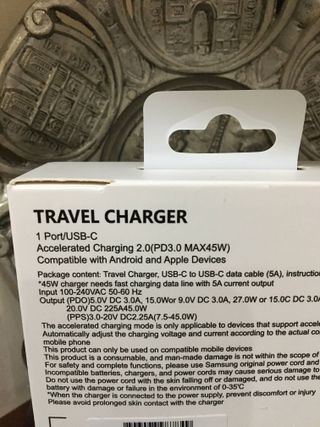 TRAVEL CHARGER
1 Port/USB-C
Accelerated Charging 2.0(PD3.0 MAX45W)
Compatible with Android and Apple Devices
Package content: Travel Charger, USB-C to USB-C data cable (5A), instructio
*45W charger needs fast charging data line with 5A current output
Input 100-240VAC 50-60 Hz
Output (PDO)5.0V DC 3.0A, 15.0Wor 9.0V DC 3.0A, 27.0W or 15.0C DC 3.0A
20.0V DC 225A45.0W
(PPS)3.0-20V DC2.25A(7.5-45.0W)
The accelerated charging mode is only applicable to devices that support accele
Automatically adjust the charging voltage and current according to the actual co
mobile phone
This product can only be used on compatible mobile devices
This product is a consumable, and man-made damage is not within the scope of
For safety and complete functions, please use Samsung original power cord and
Incompatible batteries, chargers, and power cords may cause serious damage to
Do not use the power cord with the skin falling off or damaged, and do not use the
battery with damage or failure in the environment of 0-35°C
*When the charger is connected to the power supply, prevent discomfort or injury
Please avoid prolonged skin contact with the charger